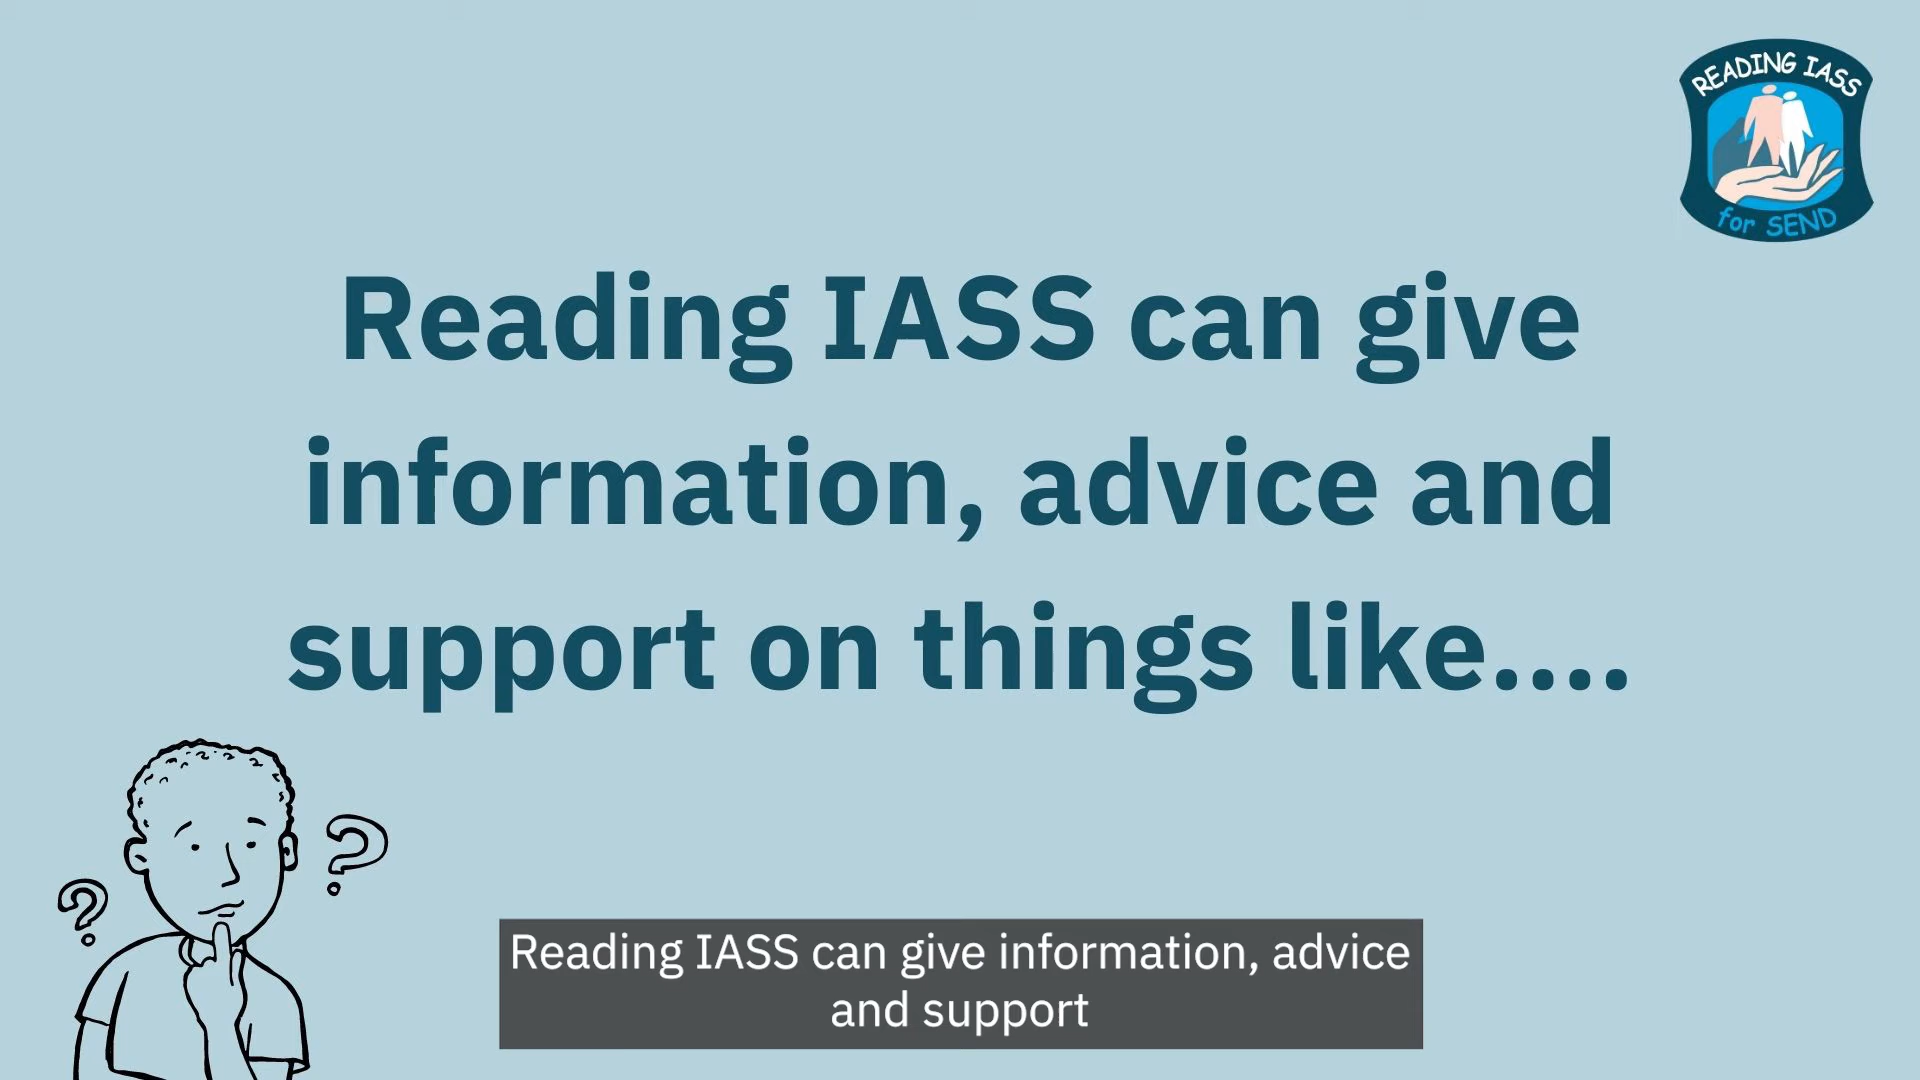 READING IASS
for SEND
Reading IASS can give
information, advice and
support on things like....
?
?
Reading IASS can give information, advice
and support